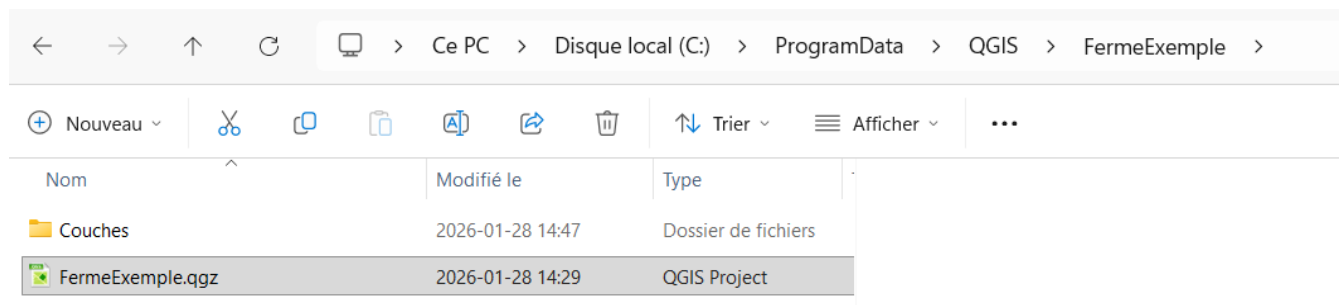 Ce PC > Disque local (C:) > ProgramData > QGIS > FermeExemple >
Nouveau Trier Afficher
Nom Modifié le Type
Couches 2026-01-28 14:47 Dossier de fichiers
FermeExemple.qgz 2026-01-28 14:29 QGIS Project